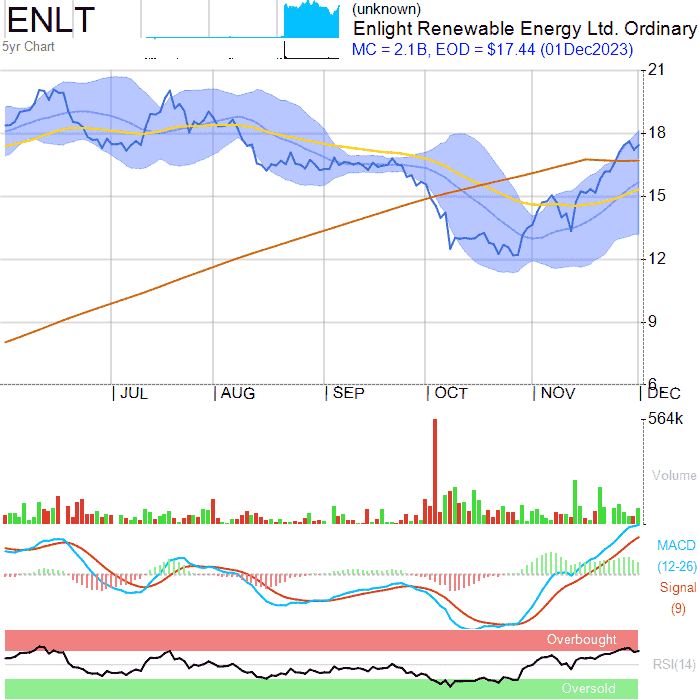 ENLT
5yr Chart
(unknown)
Enlight Renewable Energy Ltd. Ordinary
MC = 2.1B, EOD = $17.44 (01Dec2023)
21
18
15
12
9
6
JUL AUG SEP OCT NOV DEC
564k
Volume
MACD
(12-26)
Signal
(9)
Overbought
RSI(14)
Oversold